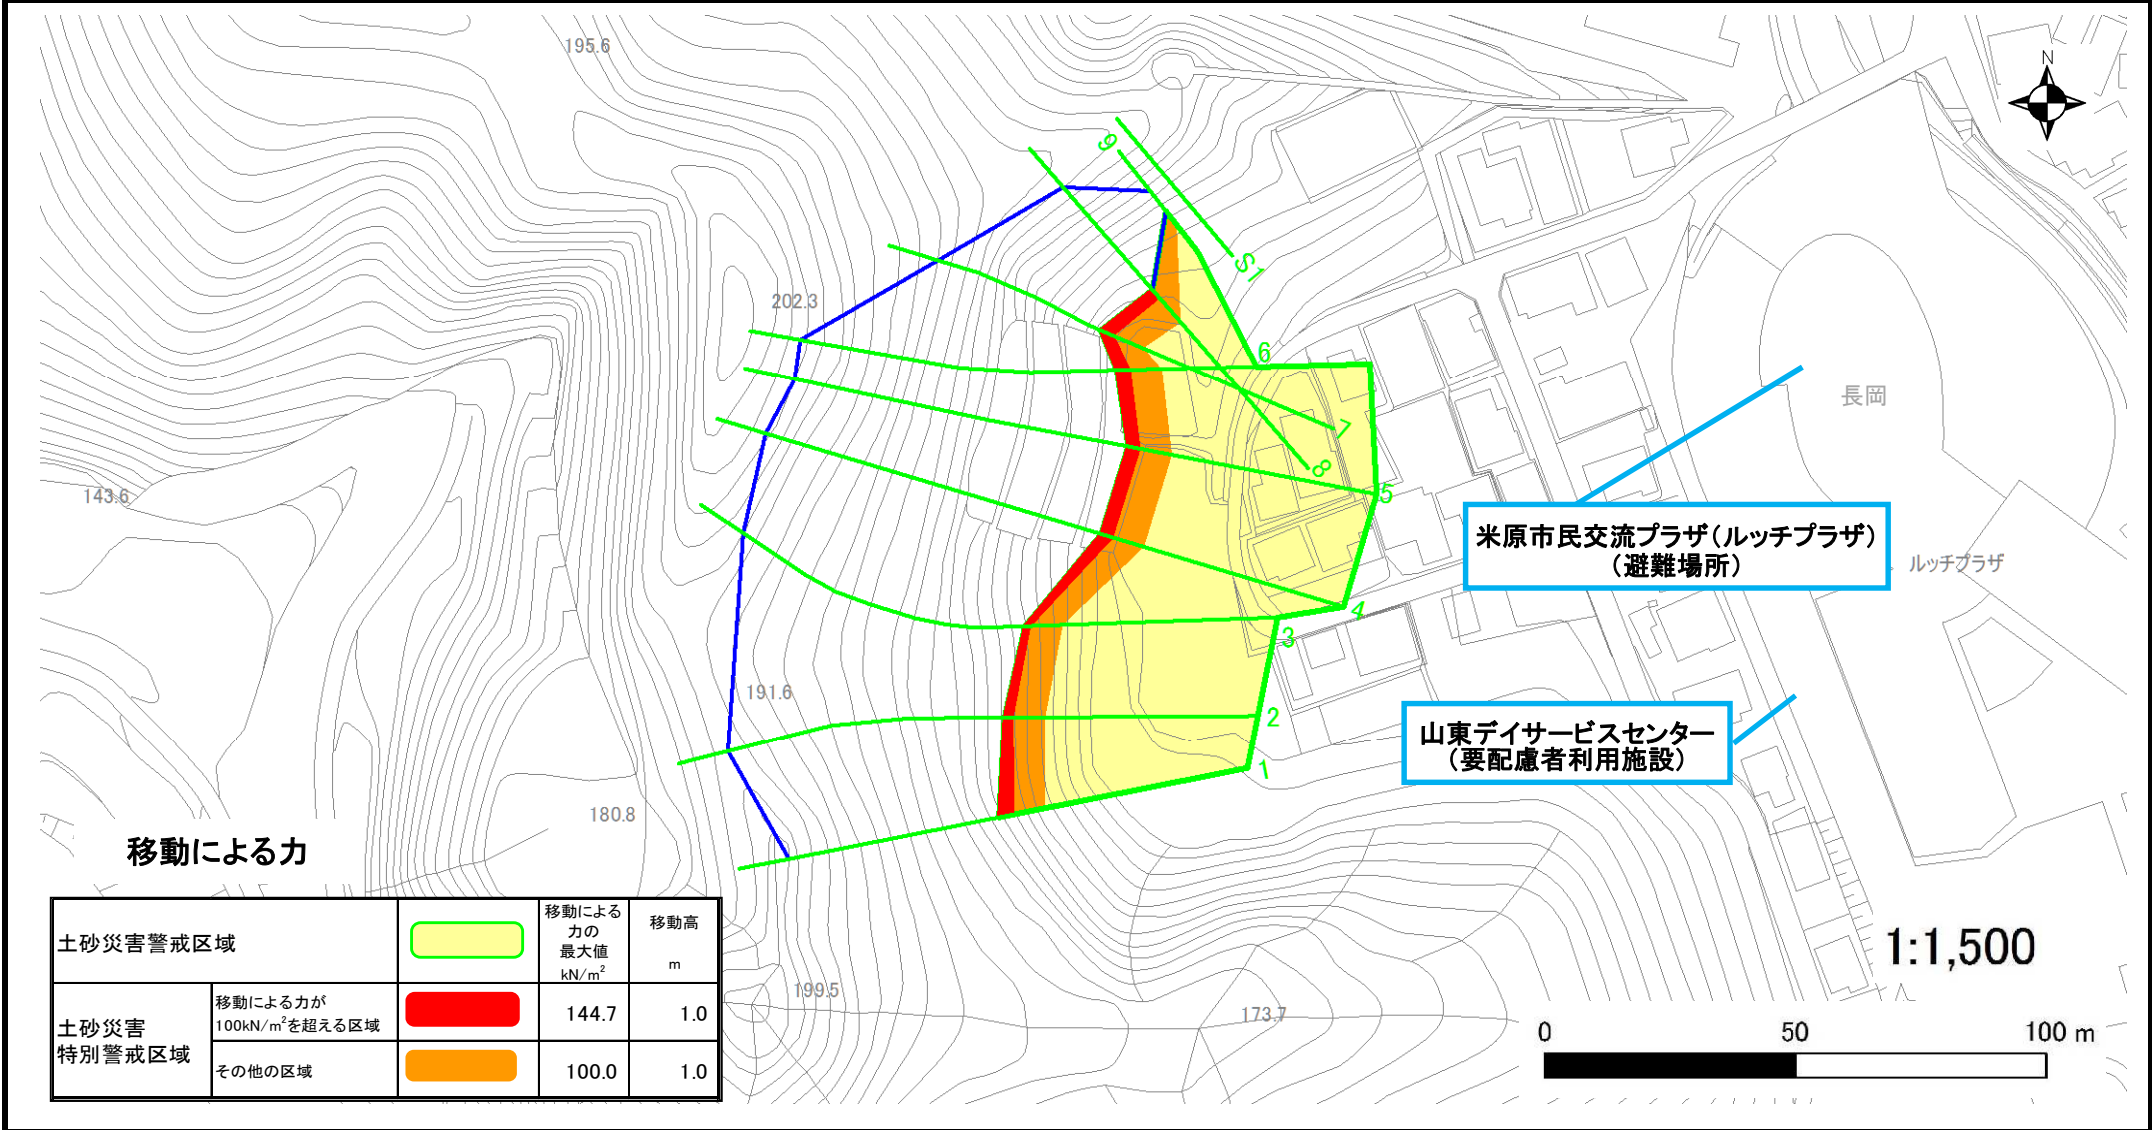 195.6
N
9
S1
202.3
6
7
8
5
長岡
143.6
米原市民交流プラザ(ルッチプラザ)
(避難場所)
ルッチプラザ
4
3
191.6
2
山東デイサービスセンター
(要配慮者利用施設)
1
180.8
移動による力
土砂災害警戒区域
移動による
力の
最大値
kN/m²
移動高
m
土砂災害
特別警戒区域
移動による力が
100kN/m²を超える区域
144.7
1.0
その他の区域
100.0
1.0
199.5
173.7
1:1,500
0 50 100 m